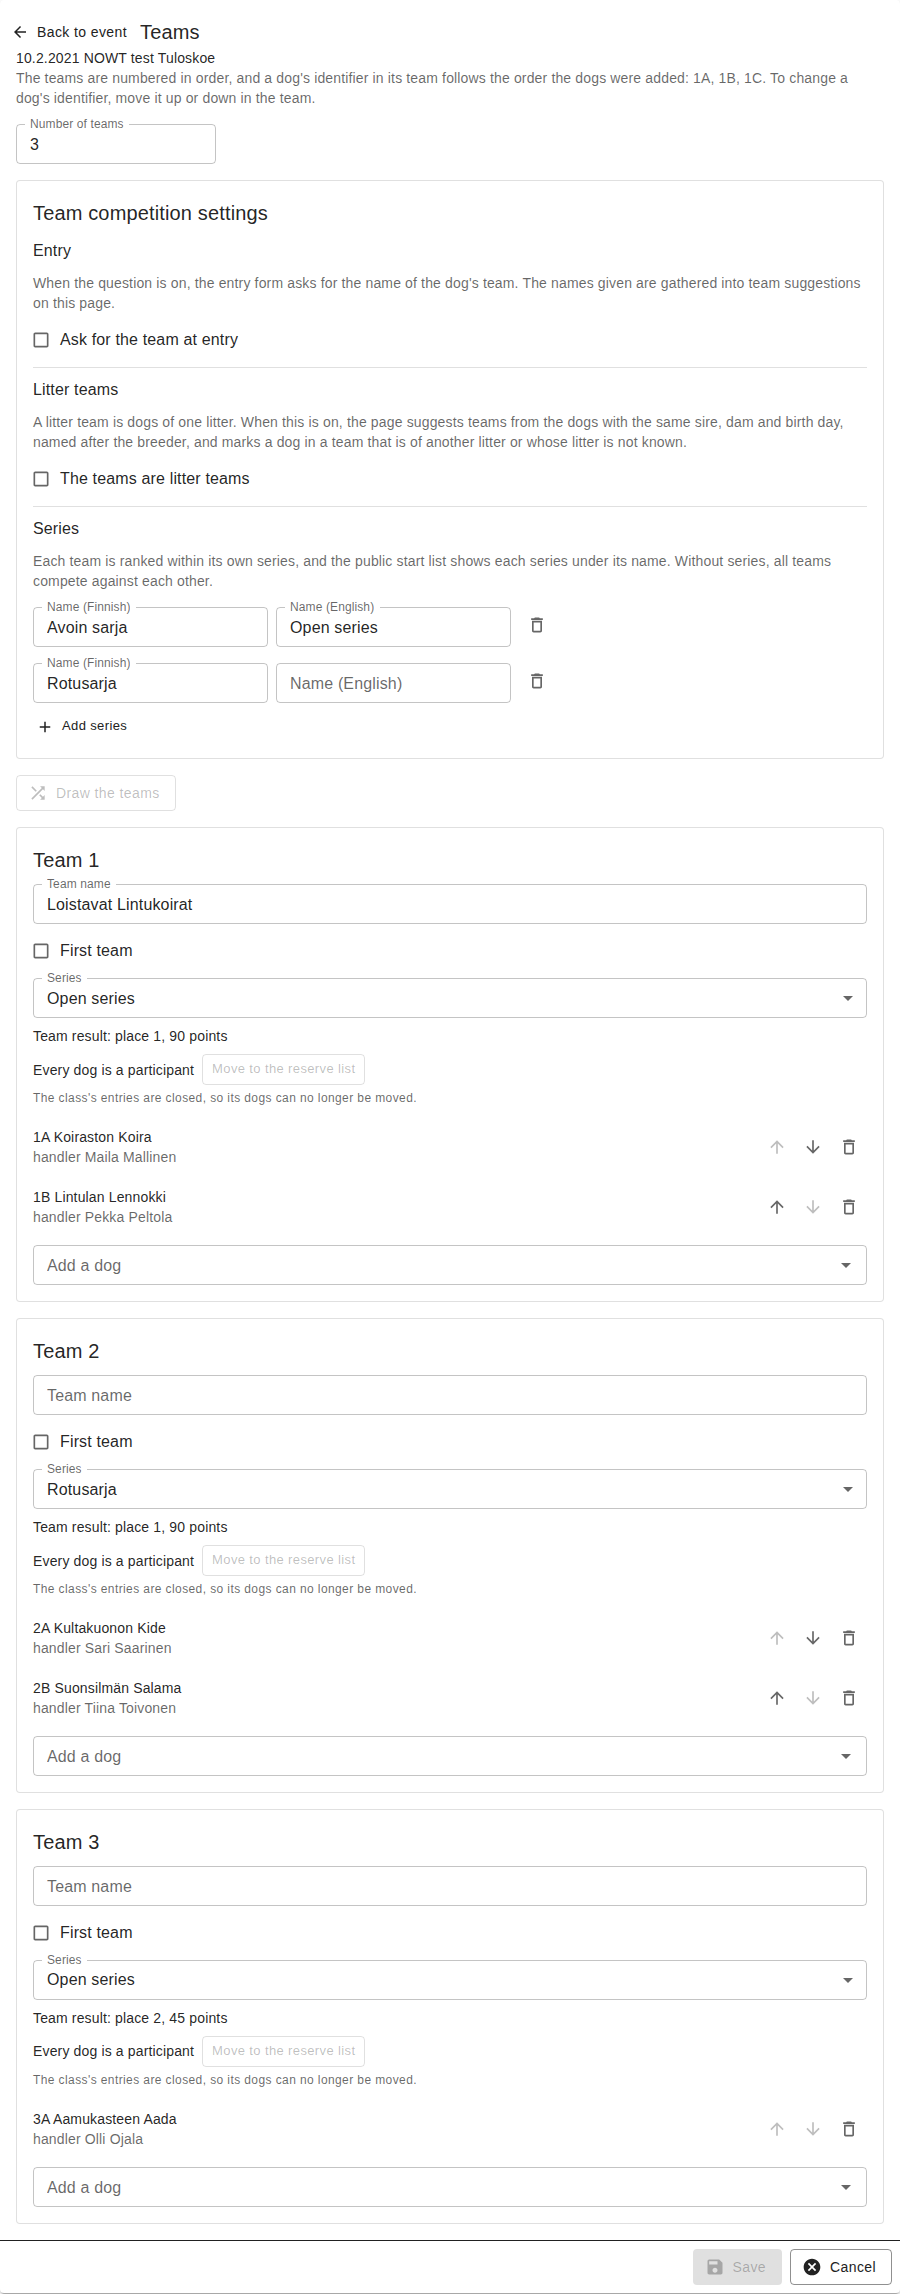 Back to event Teams
10.2.2021 NOWT test Tuloskoe
The teams are numbered in order, and a dog's identifier in its team follows the order the dogs were added: 1A, 1B, 1C. To change a
dog's identifier, move it up or down in the team.
Number of teams
3
Team competition settings
Entry
When the question is on, the entry form asks for the name of the dog's team. The names given are gathered into team suggestions
on this page.
Ask for the team at entry
Litter teams
A litter team is dogs of one litter. When this is on, the page suggests teams from the dogs with the same sire, dam and birth day,
named after the breeder, and marks a dog in a team that is of another litter or whose litter is not known.
The teams are litter teams
Series
Each team is ranked within its own series, and the public start list shows each series under its name. Without series, all teams
compete against each other.
Name (Finnish) Name (English)
Avoin sarja Open series
Name (Finnish)
Rotusarja Name (English)
Add series
Draw the teams
Team 1
Team name
Loistavat Lintukoirat
First team
Series
Open series
Team result: place 1, 90 points
Every dog is a participant Move to the reserve list
The class's entries are closed, so its dogs can no longer be moved.
1A Koiraston Koira
handler Maila Mallinen
1B Lintulan Lennokki
handler Pekka Peltola
Add a dog
Team 2
Team name
First team
Series
Rotusarja
Team result: place 1, 90 points
Every dog is a participant Move to the reserve list
The class's entries are closed, so its dogs can no longer be moved.
2A Kultakuonon Kide
handler Sari Saarinen
2B Suonsilmän Salama
handler Tiina Toivonen
Add a dog
Team 3
Team name
First team
Series
Open series
Team result: place 2, 45 points
Every dog is a participant Move to the reserve list
The class's entries are closed, so its dogs can no longer be moved.
3A Aamukasteen Aada
handler Olli Ojala
Add a dog
Save Cancel